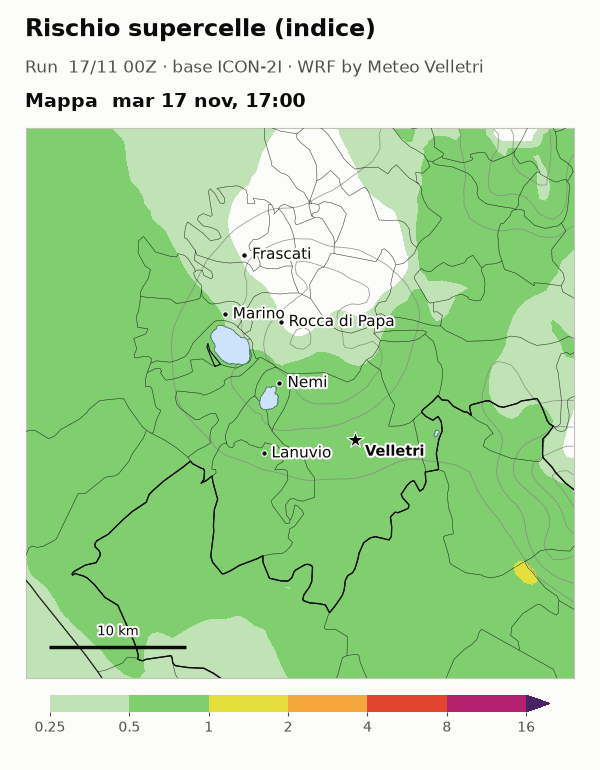 Rischio supercelle (indice)
Run  17/11 00Z · base ICON-2I · WRF by Meteo Velletri
Mappa  mar 17 nov, 17:00
Frascati
Marino
Rocca di Papa
Nemi
Velletri
Lanuvio
10 km
0.25 0.5 1 2 4 8 16